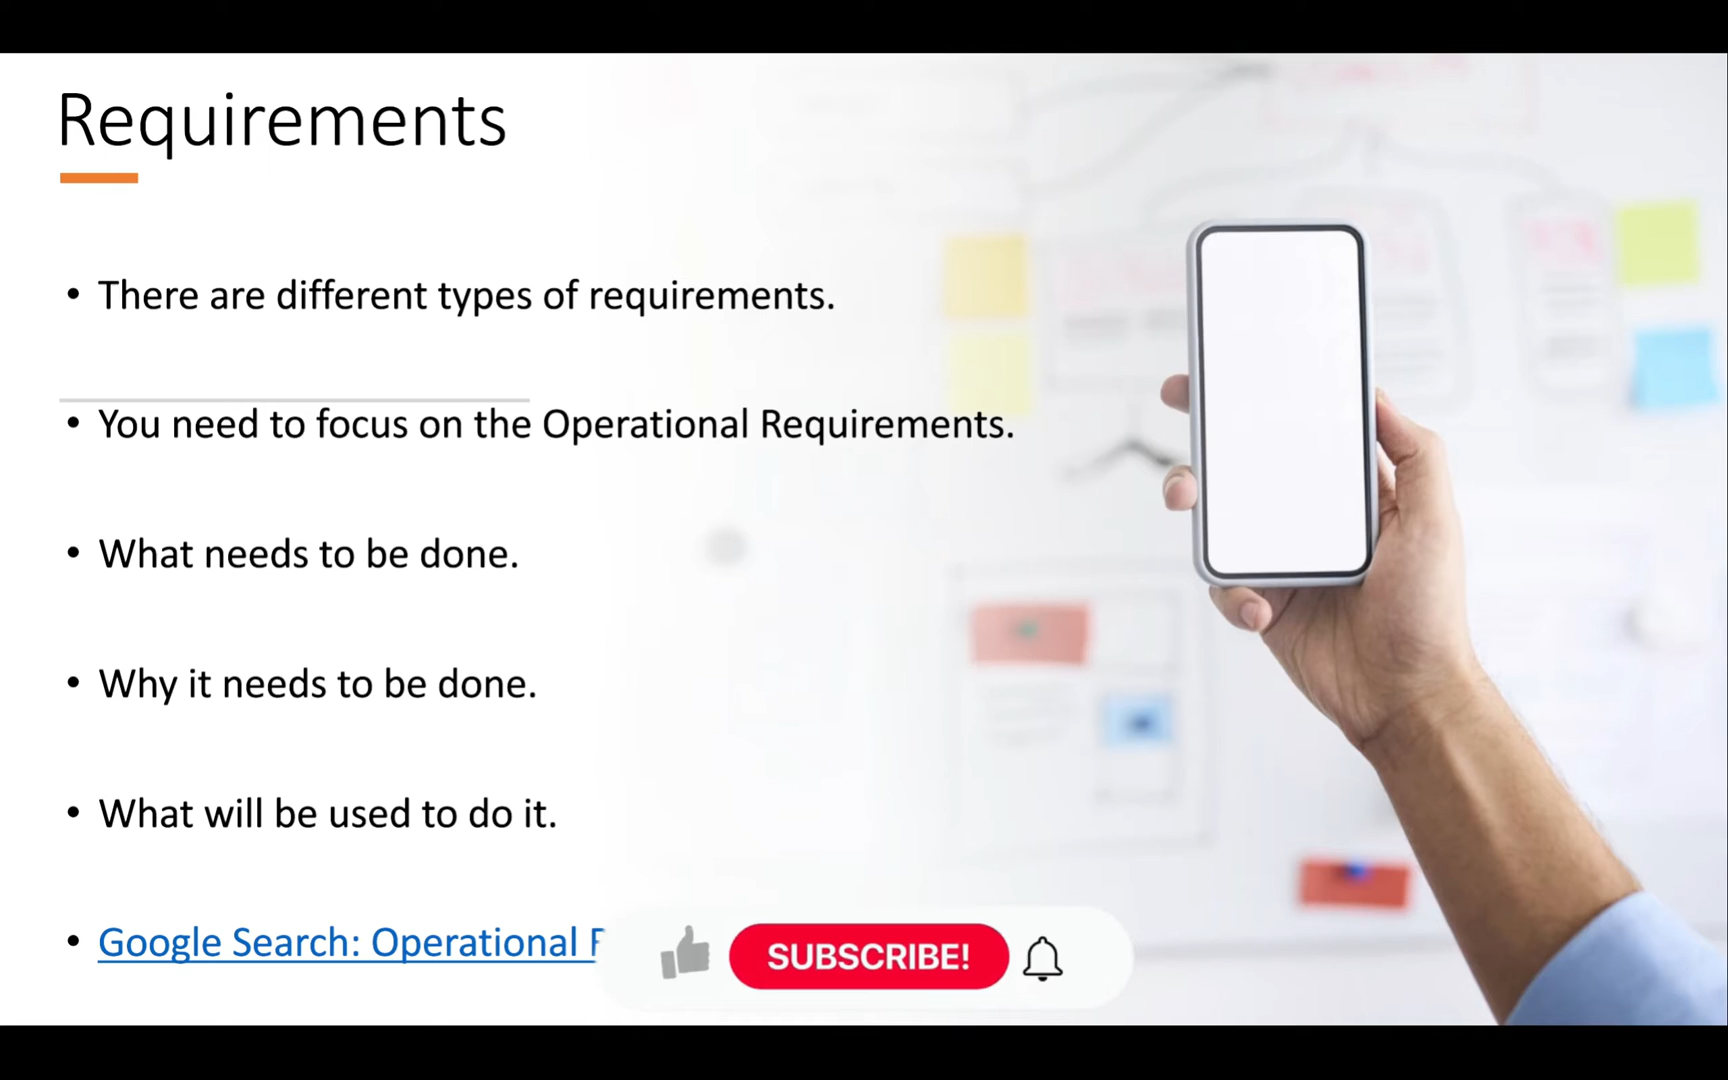 Requirements
• There are different types of requirements.
• You need to focus on the Operational Requirements.
• What needs to be done.
• Why it needs to be done.
• What will be used to do it.
• Google Search: Operational
SUBSCRIBE!